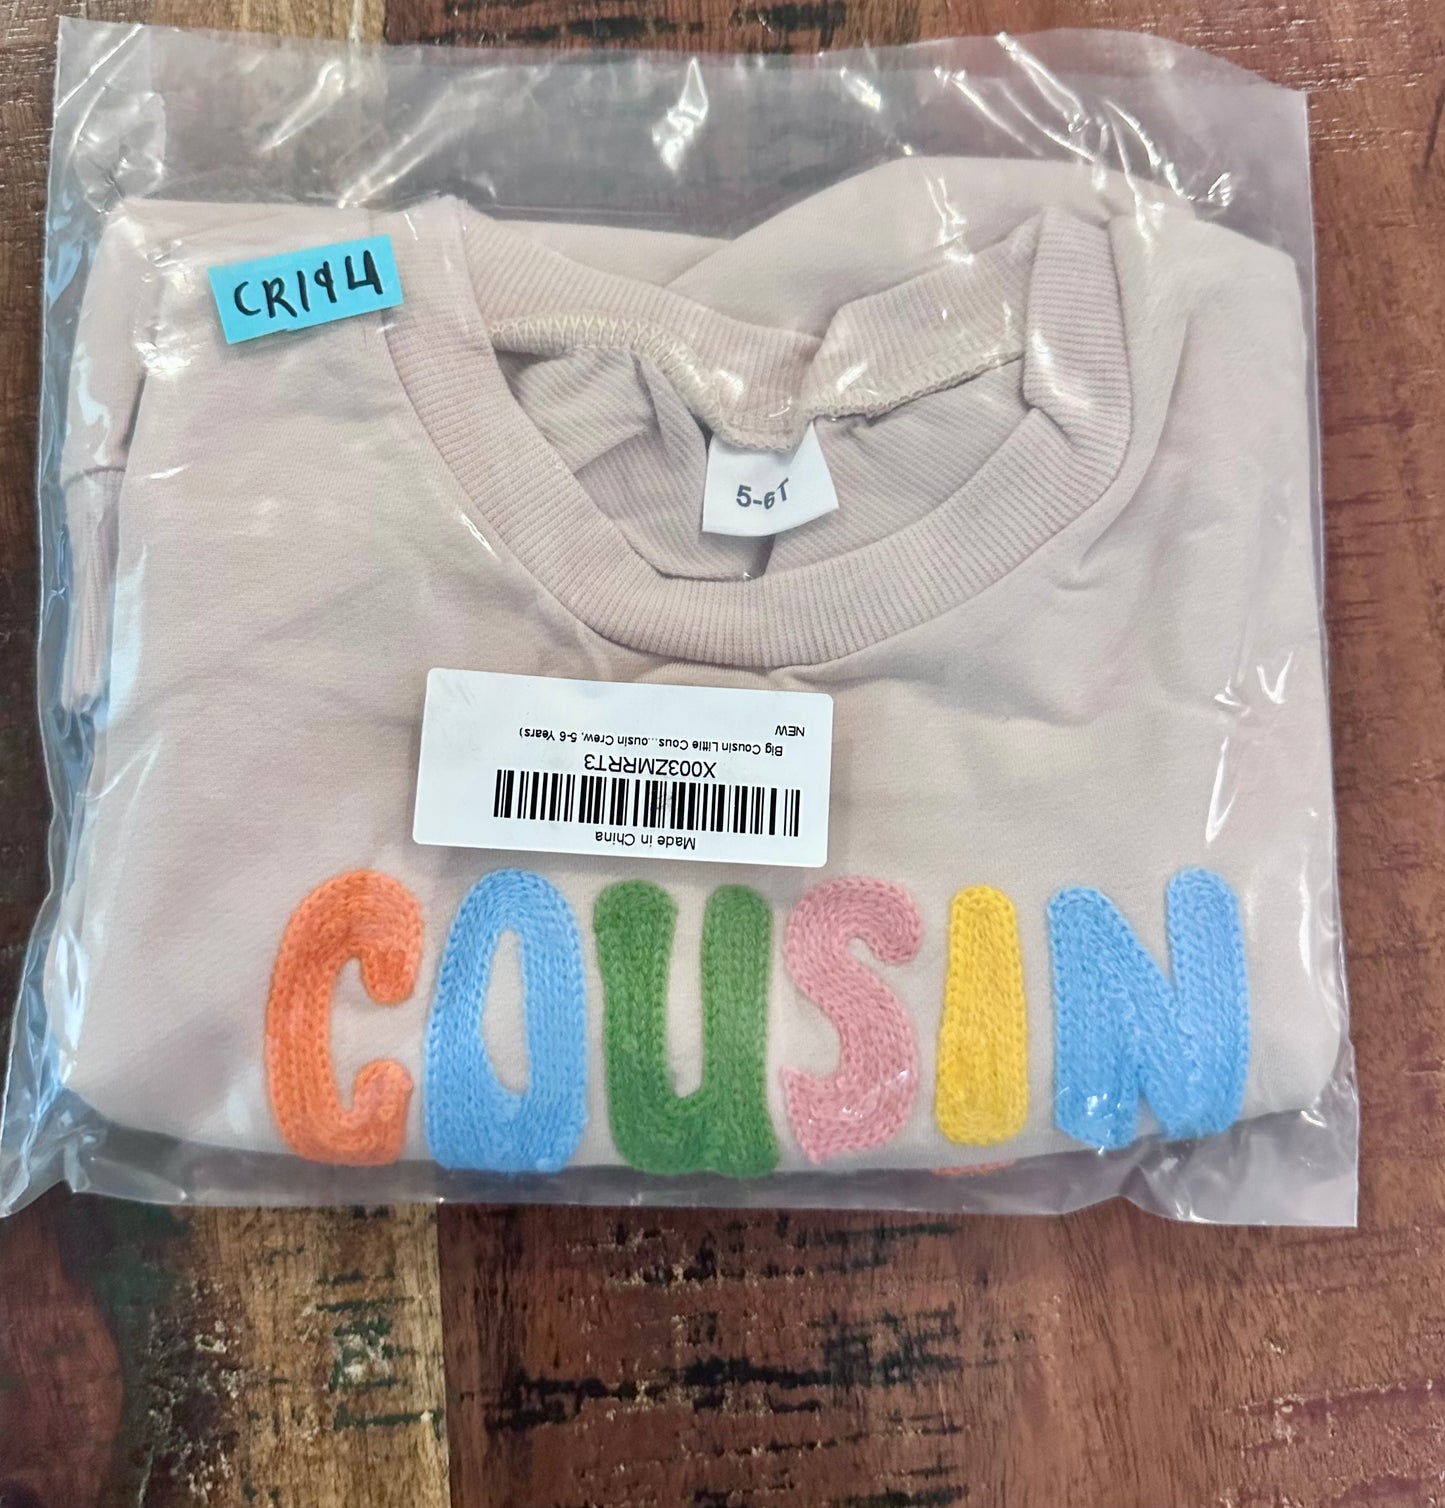 CR194
5-6T
NEW
Big Cousin Little Cous...ousin Crew, 5-6 Years)
X003ZMRRT3
Made in China
COUSIN